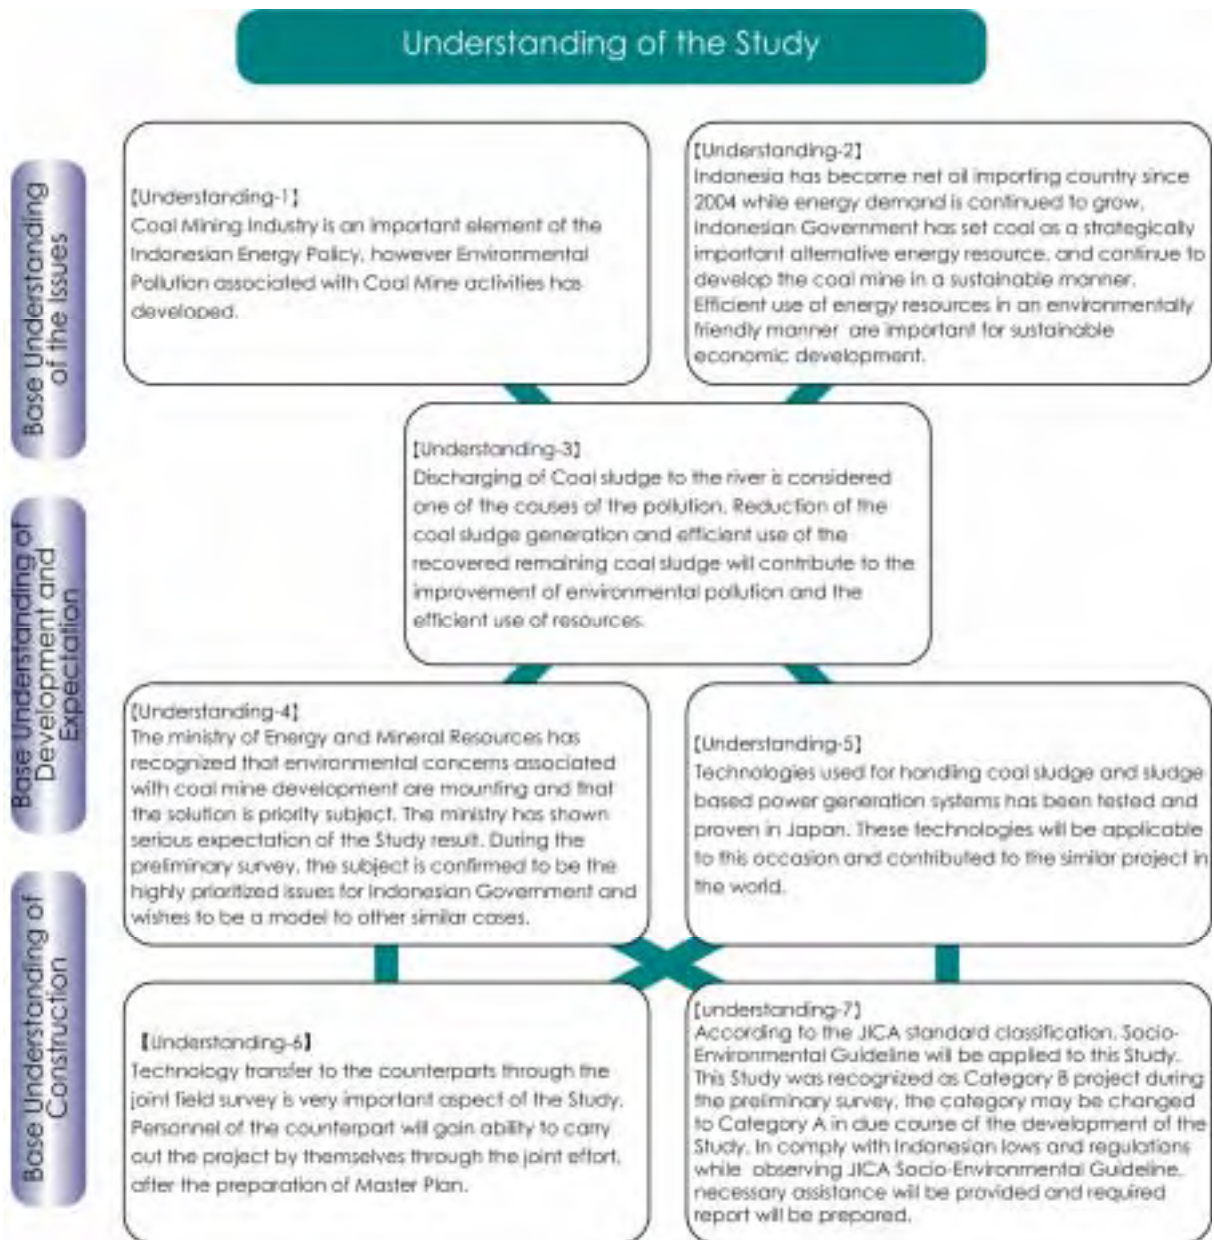 Understanding of the Study
Base Understanding
of the Issues
【Understanding-1】
Coal Mining Industry is an important element of the
Indonesian Energy Policy, however Environmental
Pollution associated with Coal Mine activities has
developed.
【Understanding-2】
Indonesia has become net oil importing country since
2004 while energy demand is continued to grow.
Indonesian Government has set coal as a strategically
important alternative energy resource, and continue to
develop the coal mine in a sustainable manner.
Efficient use of energy resources in an environmentally
friendly manner are important for sustainable
economic development.
【Understanding-3】
Discharging of Coal sludge to the river is considered
one of the causes of the pollution. Reduction of the
coal sludge generation and efficient use of the
recovered remaining coal sludge will contribute to the
improvement of environmental pollution and the
efficient use of resources.
Base Understanding of
Development and
Expectation
【Understanding-4】
The ministry of Energy and Mineral Resources has
recognized that environmental concerns associated
with coal mine development are mounting and that
the solution is priority subject. The ministry has shown
serious expectation of the Study result. During the
preliminary survey, the subject is confirmed to be the
highly prioritized issues for Indonesian Government and
wishes to be a model to other similar cases.
【Understanding-5】
Technologies used for handling coal sludge and sludge
based power generation systems has been tested and
proven in Japan. These technologies will be applicable
to this occasion and contributed to the similar project in
the world.
Base Understanding of
Construction
【Understanding-6】
Technology transfer to the counterparts through the
joint field survey is very important aspect of the Study.
Personnel of the counterpart will gain ability to carry
out the project by themselves through the joint effort,
after the preparation of Master Plan.
【understanding-7】
According to the JICA standard classification, Socio-
Environmental Guideline will be applied to this Study.
This Study was recognized as Category B project during
the preliminary survey, the category may be changed
to Category A in due course of the development of the
Study. In comply with Indonesian lows and regulations
while observing JICA Socio-Environmental Guideline,
necessary assistance will be provided and required
report will be prepared.